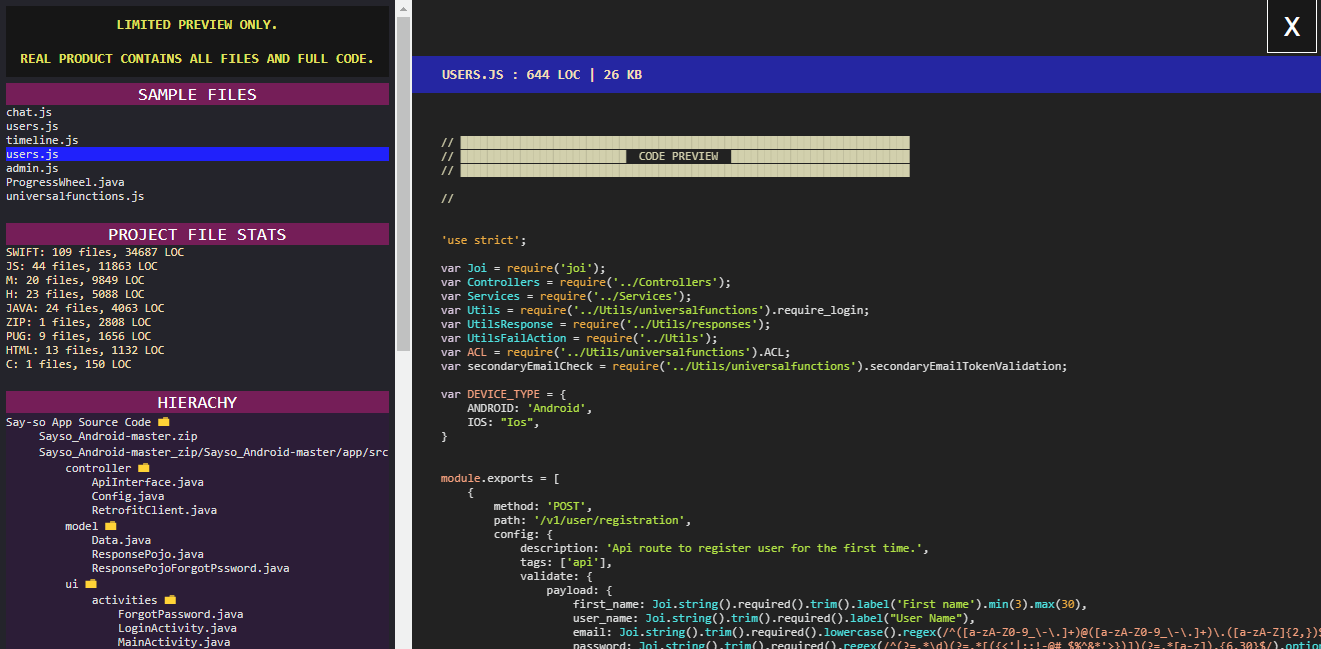 LIMITED PREVIEW ONLY.
REAL PRODUCT CONTAINS ALL FILES AND FULL CODE.
SAMPLE FILES
chat.js
users.js
timeline.js
users.js
admin.js
ProgressWheel.java
universalfunctions.js
PROJECT FILE STATS
SWIFT: 109 files, 34687 LOC
JS: 44 files, 11863 LOC
M: 20 files, 9849 LOC
H: 23 files, 5088 LOC
JAVA: 24 files, 4063 LOC
ZIP: 1 files, 2808 LOC
PUG: 9 files, 1656 LOC
HTML: 13 files, 1132 LOC
C: 1 files, 150 LOC
HIERACHY
Say-so App Source Code
Sayso_Android-master.zip
Sayso_Android-master_zip/Sayso_Android-master/app/src
controller
ApiInterface.java
Config.java
RetrofitClient.java
model
Data.java
ResponsePojo.java
ResponsePojoForgotPssword.java
ui
activities
ForgotPassword.java
LoginActivity.java
MainActivity.java
X
USERS.JS : 644 LOC | 26 KB
//
// CODE PREVIEW
//
//
'use strict';
var Joi = require('joi');
var Controllers = require('../Controllers');
var Services = require('../Services');
var Utils = require('../Utils/universalfunctions').require_login;
var UtilsResponse = require('../Utils/responses');
var UtilsFailAction = require('../Utils');
var ACL = require('../Utils/universalfunctions').ACL;
var secondaryEmailCheck = require('../Utils/universalfunctions').secondaryEmailTokenValidation;
var DEVICE_TYPE = {
ANDROID: 'Android',
IOS: "Ios",
}
module.exports = [
{
method: 'POST',
path: '/v1/user/registration',
config: {
description: 'Api route to register user for the first time.',
tags: ['api'],
validate: {
payload: {
first_name: Joi.string().required().trim().label('First name').min(3).max(30),
user_name: Joi.string().trim().required().label("User Name"),
email: Joi.string().trim().required().lowercase().regex(/^([a-zA-Z0-9_\-\.]+)@([a-zA-Z0-9_\-\.]+)\.([a-zA-Z]{2,})$
password: Joi.string().trim().required().regex(